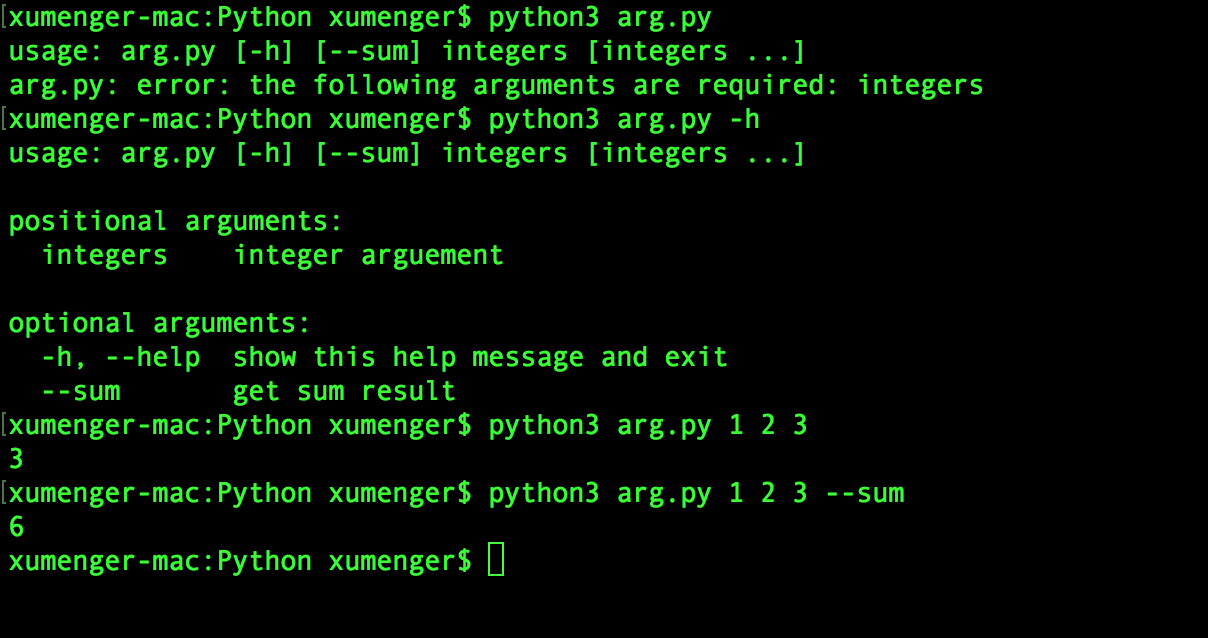 [xumenger-mac:Python xumenger$ python3 arg.py
usage: arg.py [-h] [--sum] integers [integers ...]
arg.py: error: the following arguments are required: integers
[xumenger-mac:Python xumenger$ python3 arg.py -h
usage: arg.py [-h] [--sum] integers [integers ...]

positional arguments:
  integers    integer arguement

optional arguments:
  -h, --help  show this help message and exit
  --sum       get sum result
[xumenger-mac:Python xumenger$ python3 arg.py 1 2 3
3
[xumenger-mac:Python xumenger$ python3 arg.py 1 2 3 --sum
6
xumenger-mac:Python xumenger$